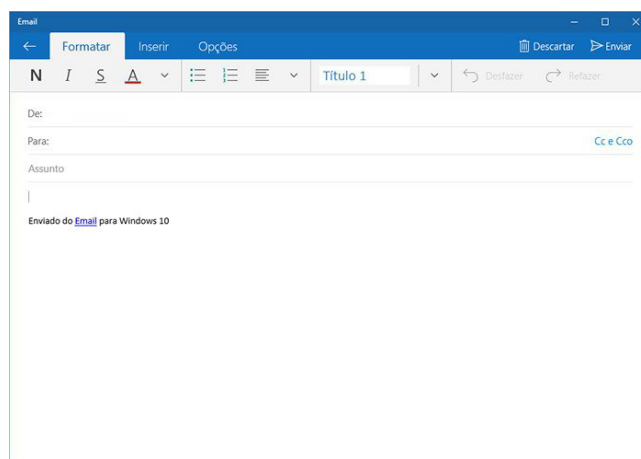 Email
Formatar Inserir Opções Descartar Enviar
N I S A Título 1 Desfazer Refazer
De:
Para: Cc e Cco
Assunto
Enviado do Email para Windows 10